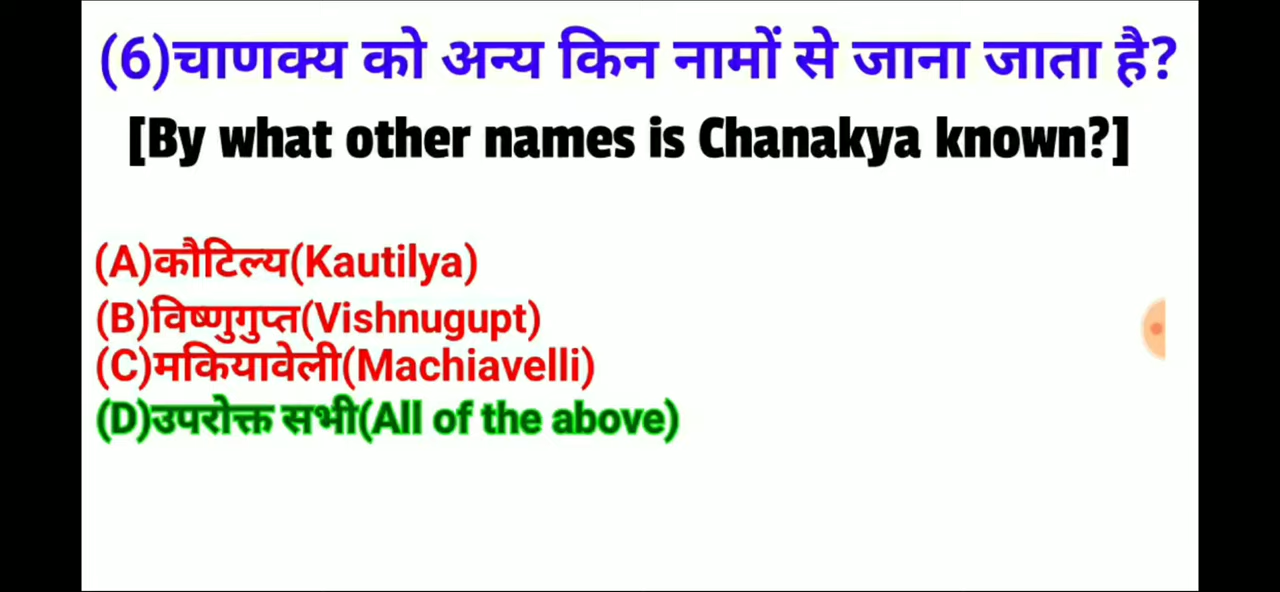 (6)चाणक्य को अन्य किन नामों से जाना जाता है?
[By what other names is Chanakya known?]
(A)कौटिल्य(Kautilya)
(B)विष्णुगुप्त(Vishnugupt)
(C)मकियावेली(Machiavelli)
(D)उपरोक्त सभी(All of the above)